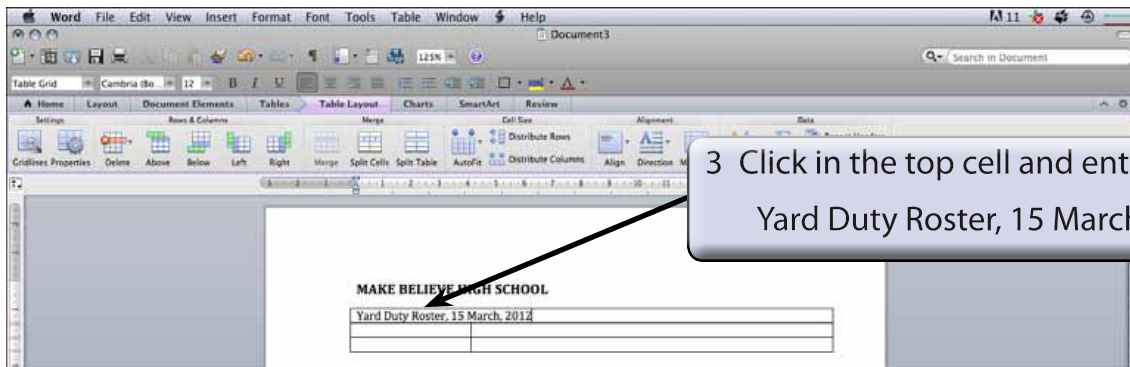 Word File Edit View Insert Format Font Tools Table Window Help 11
Document3
125% Search in Document
Table Grid Cambria (Bo... 12 B I U A
Home Layout Document Elements Tables Table Layout Charts SmartArt Review
Settings Rows & Columns Merge Cell Size Alignment Data
Distribute Rows
Gridlines Properties Delete Above Below Left Right Merge Split Cells Split Table AutoFit Distribute Columns Align Direction
3 Click in the top cell and ent
Yard Duty Roster, 15 March
MAKE BELIEVE HIGH SCHOOL
Yard Duty Roster, 15 March, 2012